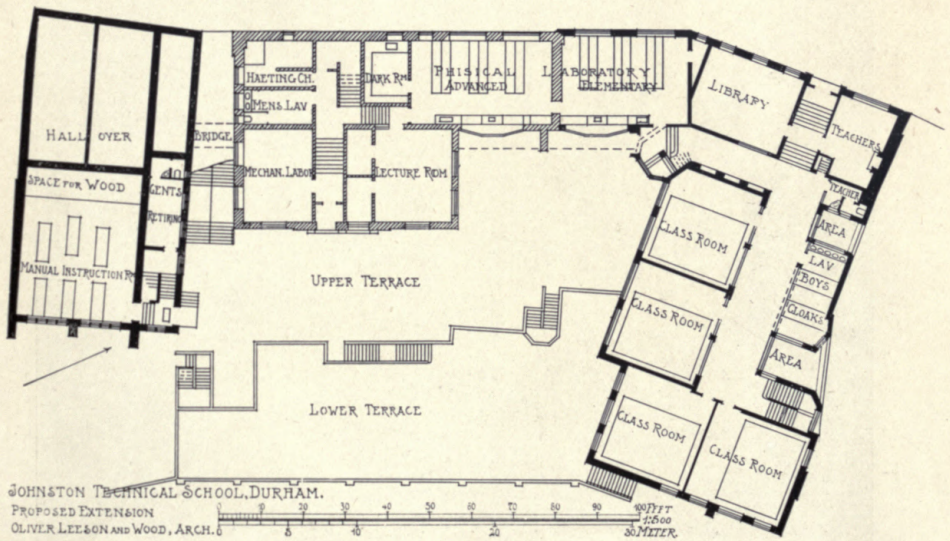 HALL OVER
SPACE FOR WOOD
MANUAL INSTRUCTION RM
GENTS
RETIRING
BRIDGE
HAETING CH.
MENS. LAV
MECHAN. LABOR
DARK RM
LECTURE ROM
PHISICAL LABORATORY
ADVANCED
ELEMENTARY
LIBRARY
TEACHERS
TEACHER
AREA
LAV
BOYS
CLOAKS
AREA
CLASS ROOM
CLASS ROOM
CLASS ROOM
CLASS ROOM
UPPER TERRACE
LOWER TERRACE
JOHNSTON TECHNICAL SCHOOL, DURHAM.
PROPOSED EXTENSION
OLIVER LEESON AND WOOD, ARCH.
0 10 20 30 40 50 60 70 80 90 100 FEET
1:500
0 5 10 20 30 METER.